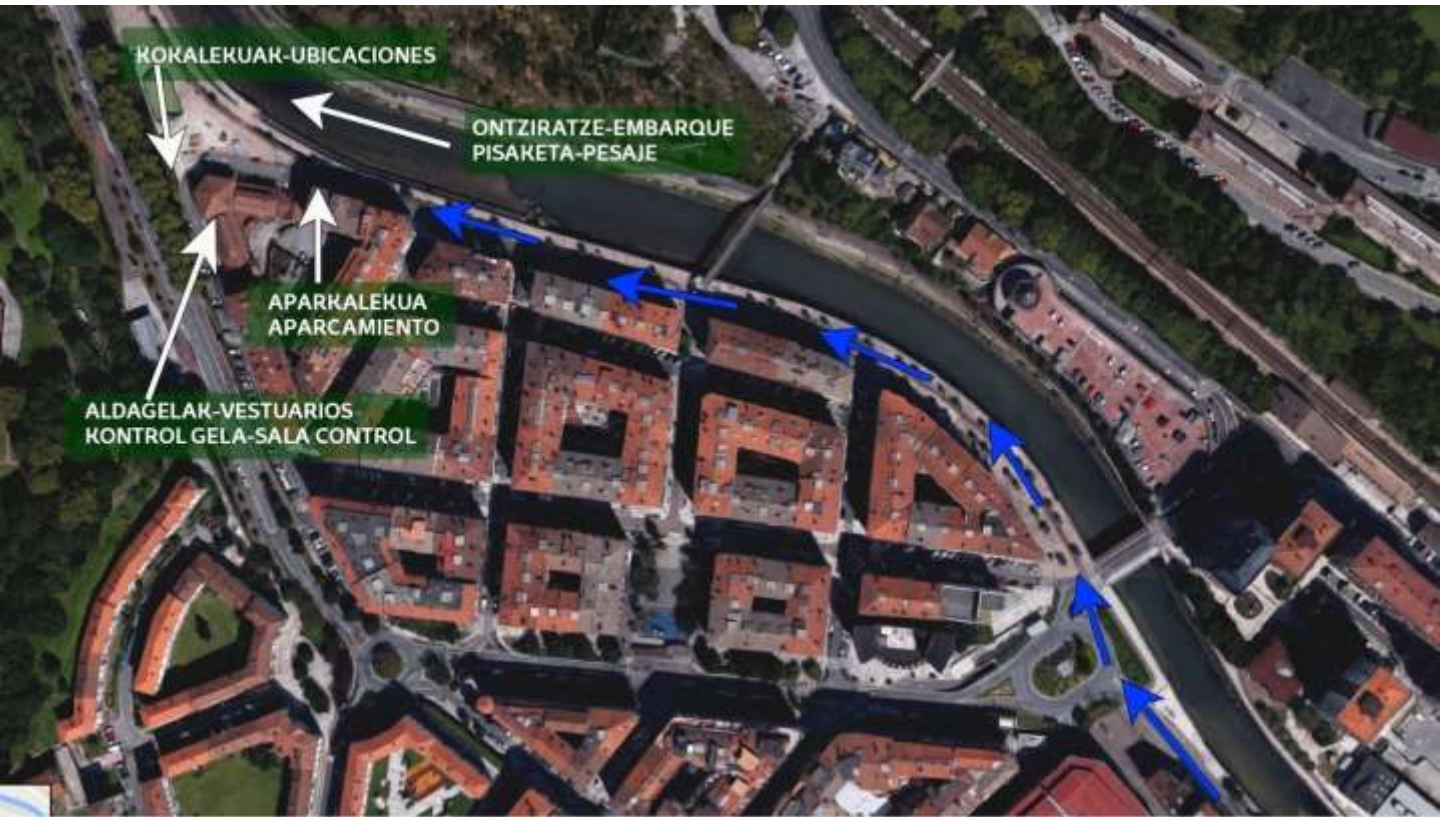 KOKALEKUAK-UBICACIONES
ONTZIRATZE-EMBARQUE
PISAKETA-PESAJE
APARKALEKUA
APARCAMIENTO
ALDAGELAK-VESTUARIOS
KONTROL GELA-SALA CONTROL